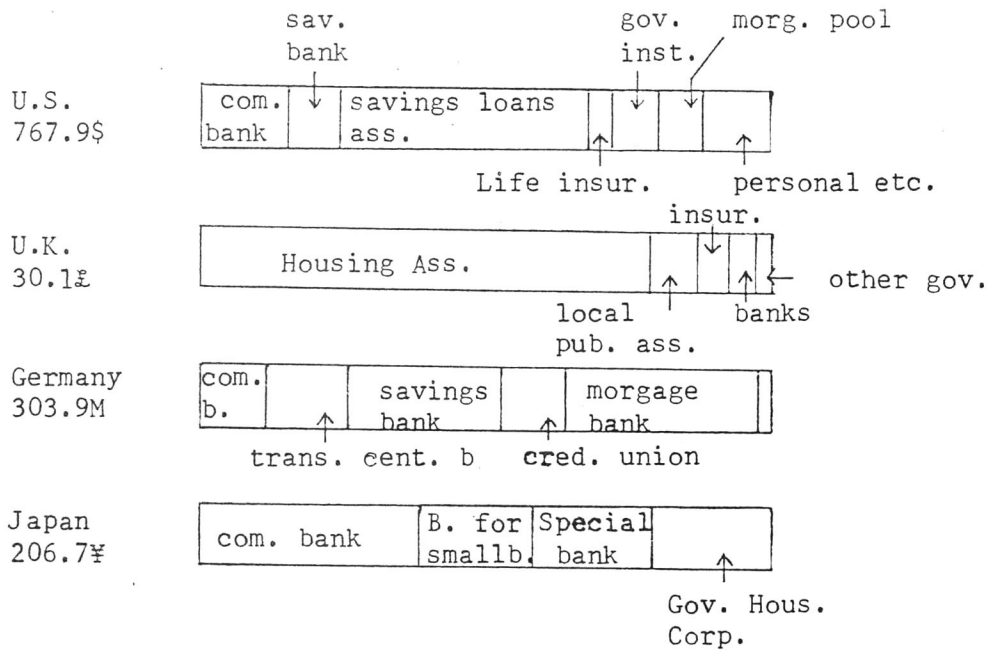 sav.
bank
gov.
inst.
morg. pool
U.S.
767.9$
com.
bank
savings loans
ass.
Life insur.
personal etc.
U.K.
30.1£
Housing Ass.
insur.
other gov.
local
pub. ass.
banks
Germany
303.9M
com.
b.
savings
bank
morgage
bank
trans. cent. b
cred. union
Japan
206.7¥
com. bank
B. for
smallb.
Special
bank
Gov. Hous.
Corp.